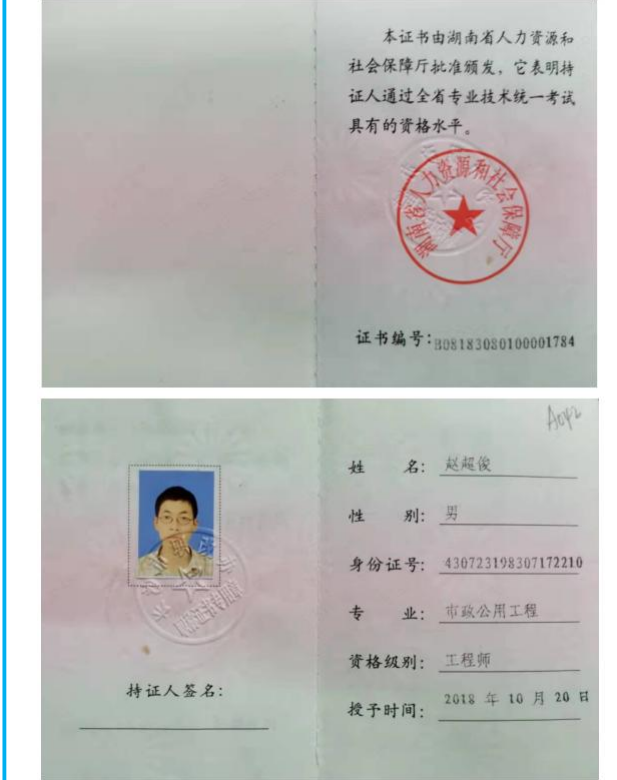 本证书由湖南省人力资源和
社会保障厅批准颁发，它表明持
证人通过全省专业技术统一考试
具有的资格水平。
湖南省人力资源和社会保障厅
证书编号：B08183080100001784
A042
姓 名： 赵超俊
性 别： 男
身份证号： 430723198307172210
专 业： 市政公用工程
资格级别： 工程师
授予时间： 2018 年 10 月 20 日
持证人签名：